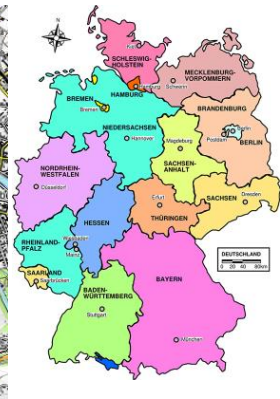 Kiel
SCHLESWIG-
HOLSTEIN
MECKLENBURG-
VORPOMMERN
Hamburg
Schwerin
HAMBURG
BREMEN
Bremen
BRANDENBURG
NIEDERSACHSEN
Berlin
Potsdam
BERLIN
Hannover
Magdeburg
SACHSEN-
ANHALT
NORDRHEIN-
WESTFALEN
Düsseldorf
SACHSEN
Dresden
Erfurt
THÜRINGEN
HESSEN
Wiesbaden
Mainz
RHEINLAND-
PFALZ
SAARLAND
Saarbrücken
DEUTSCHLAND
0 20 40 60 80km
BAYERN
BADEN-
WÜRTTEMBERG
Stuttgart
München